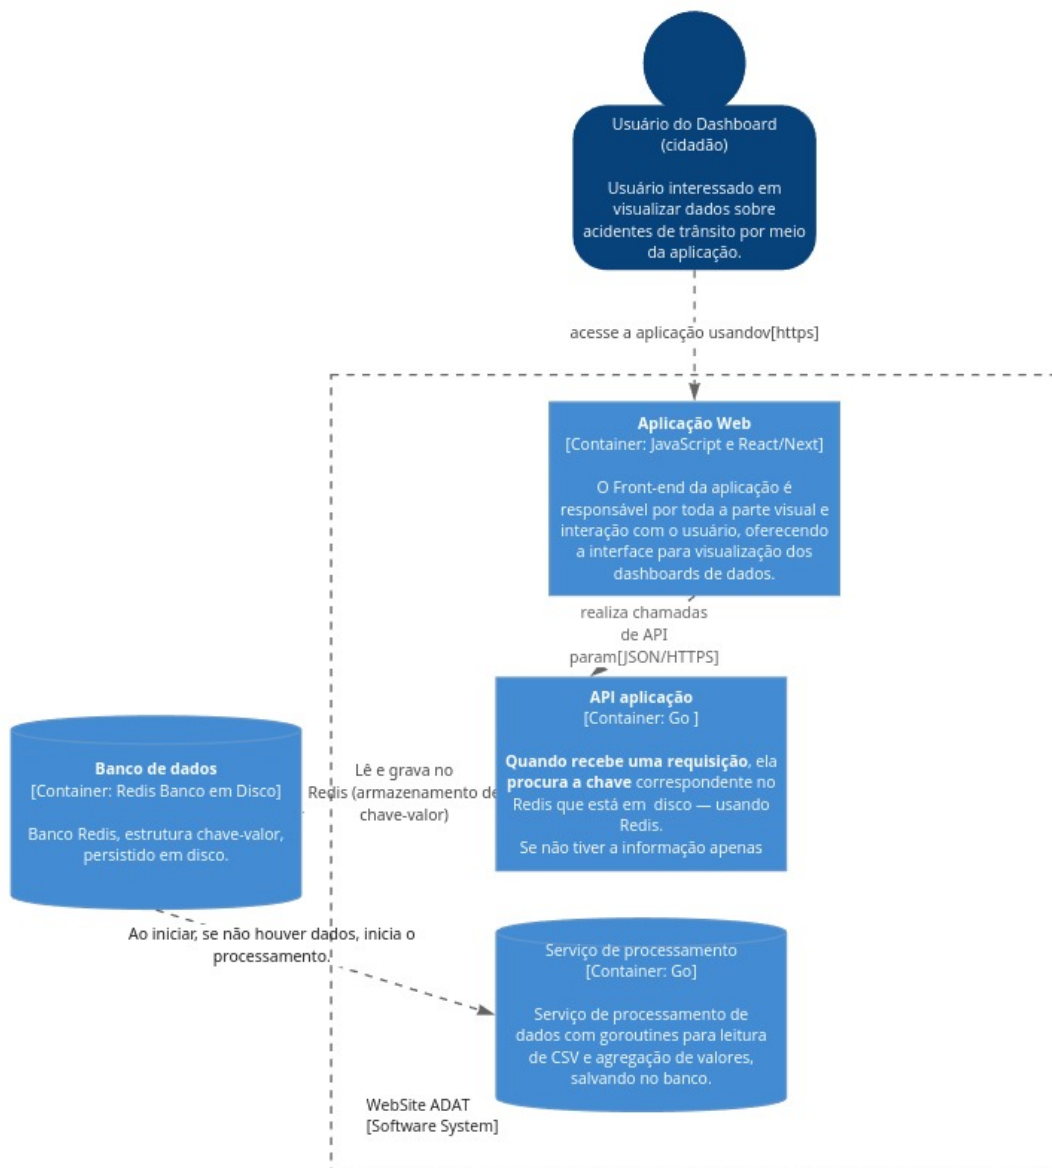 Usuário do Dashboard
(cidadão)
Usuário interessado em
visualizar dados sobre
acidentes de trânsito por meio
da aplicação.
acesse a aplicação usandov[https]
Aplicação Web
[Container: JavaScript e React/Next]
O Front-end da aplicação é
responsável por toda a parte visual e
interação com o usuário, oferecendo
a interface para visualização dos
dashboards de dados.
realiza chamadas
de API
param[JSON/HTTPS]
API aplicação
[Container: Go ]
Quando recebe uma requisição, ela
procura a chave correspondente no
Redis que está em disco — usando
Redis.
Se não tiver a informação apenas
Lê e grava no
Redis (armazenamento de
chave-valor)
Banco de dados
[Container: Redis Banco em Disco]
Banco Redis, estrutura chave-valor,
persistido em disco.
Ao iniciar, se não houver dados, inicia o
processamento.
Serviço de processamento
[Container: Go]
Serviço de processamento de
dados com goroutines para leitura
de CSV e agregação de valores,
salvando no banco.
WebSite ADAT
[Software System]